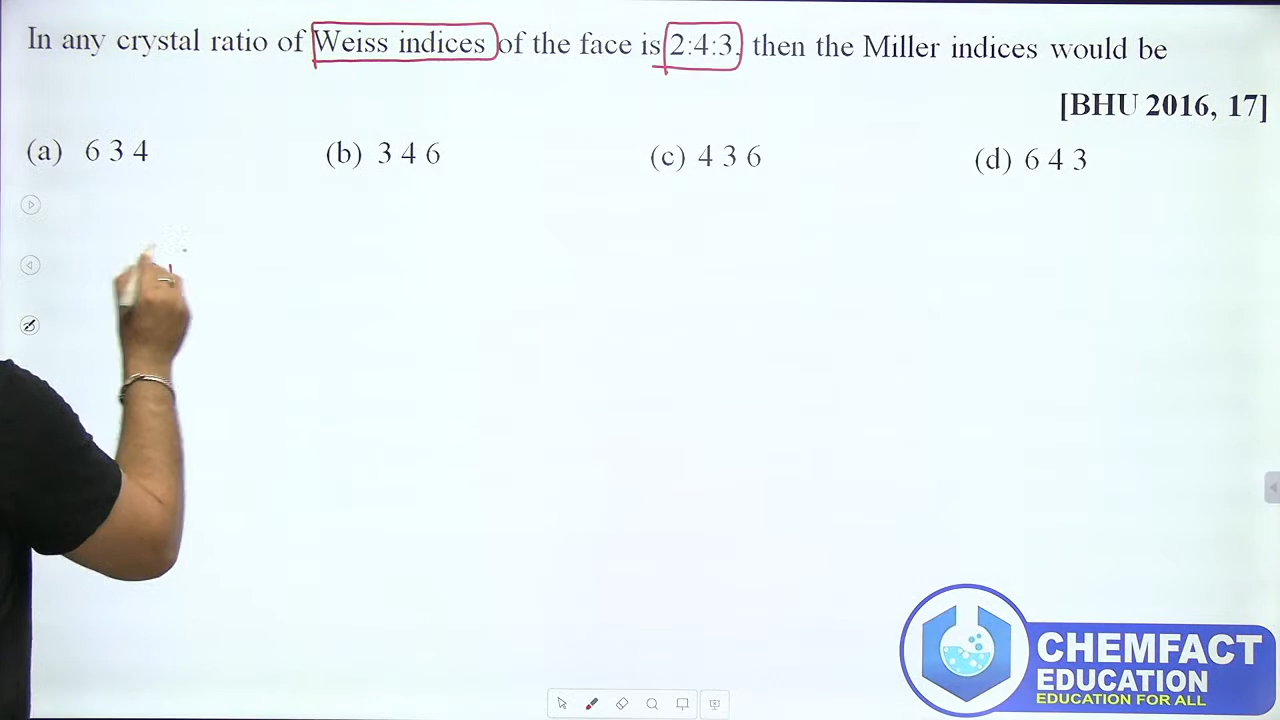 In any crystal ratio of Weiss indices of the face is 2:4:3, then the Miller indices would be
[BHU 2016, 17]
(a) 6 3 4 (b) 3 4 6 (c) 4 3 6 (d) 6 4 3
CHEMFACT
EDUCATION
EDUCATION FOR ALL